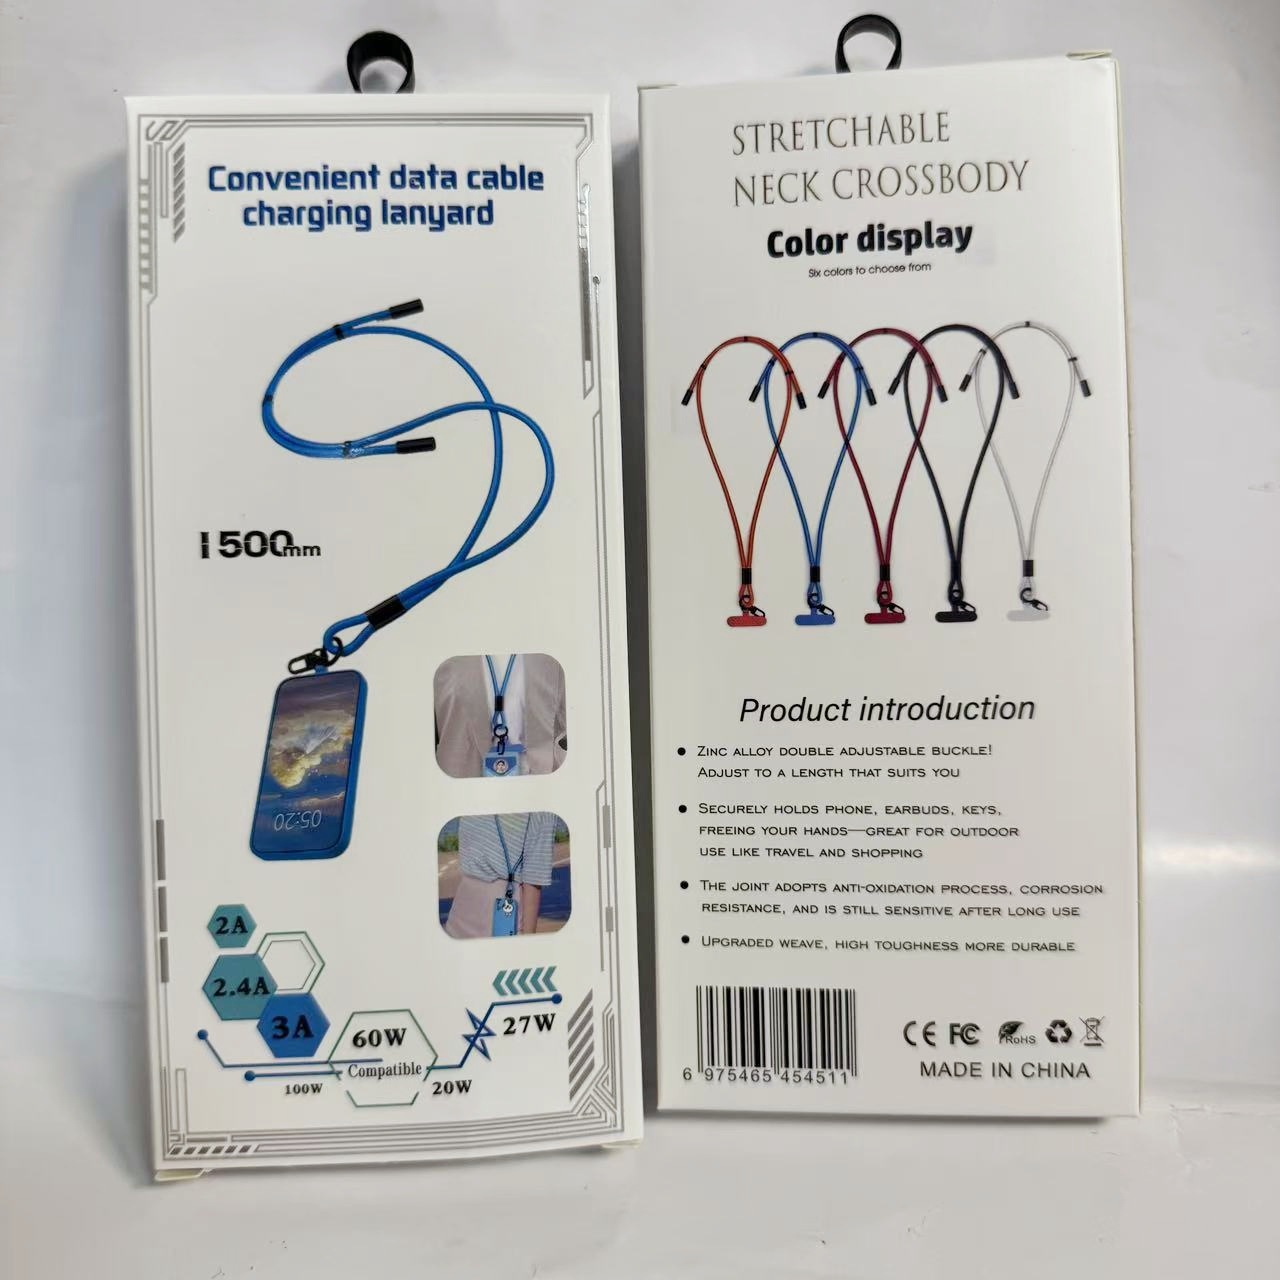 Convenient data cable
charging lanyard
1500mm
05:20
2A
2.4A
3A
60W
Compatible
100W
20W
27W
STRETCHABLE
NECK CROSSBODY
Color display
Six colors to choose from
Product introduction
ZINC ALLOY DOUBLE ADJUSTABLE BUCKLE!
ADJUST TO A LENGTH THAT SUITS YOU
SECURELY HOLDS PHONE, EARBUDS, KEYS,
FREEING YOUR HANDS—GREAT FOR OUTDOOR
USE LIKE TRAVEL AND SHOPPING
THE JOINT ADOPTS ANTI-OXIDATION PROCESS, CORROSION
RESISTANCE, AND IS STILL SENSITIVE AFTER LONG USE
UPGRADED WEAVE, HIGH TOUGHNESS MORE DURABLE
6 975465 454511
CE FC RoHS
MADE IN CHINA